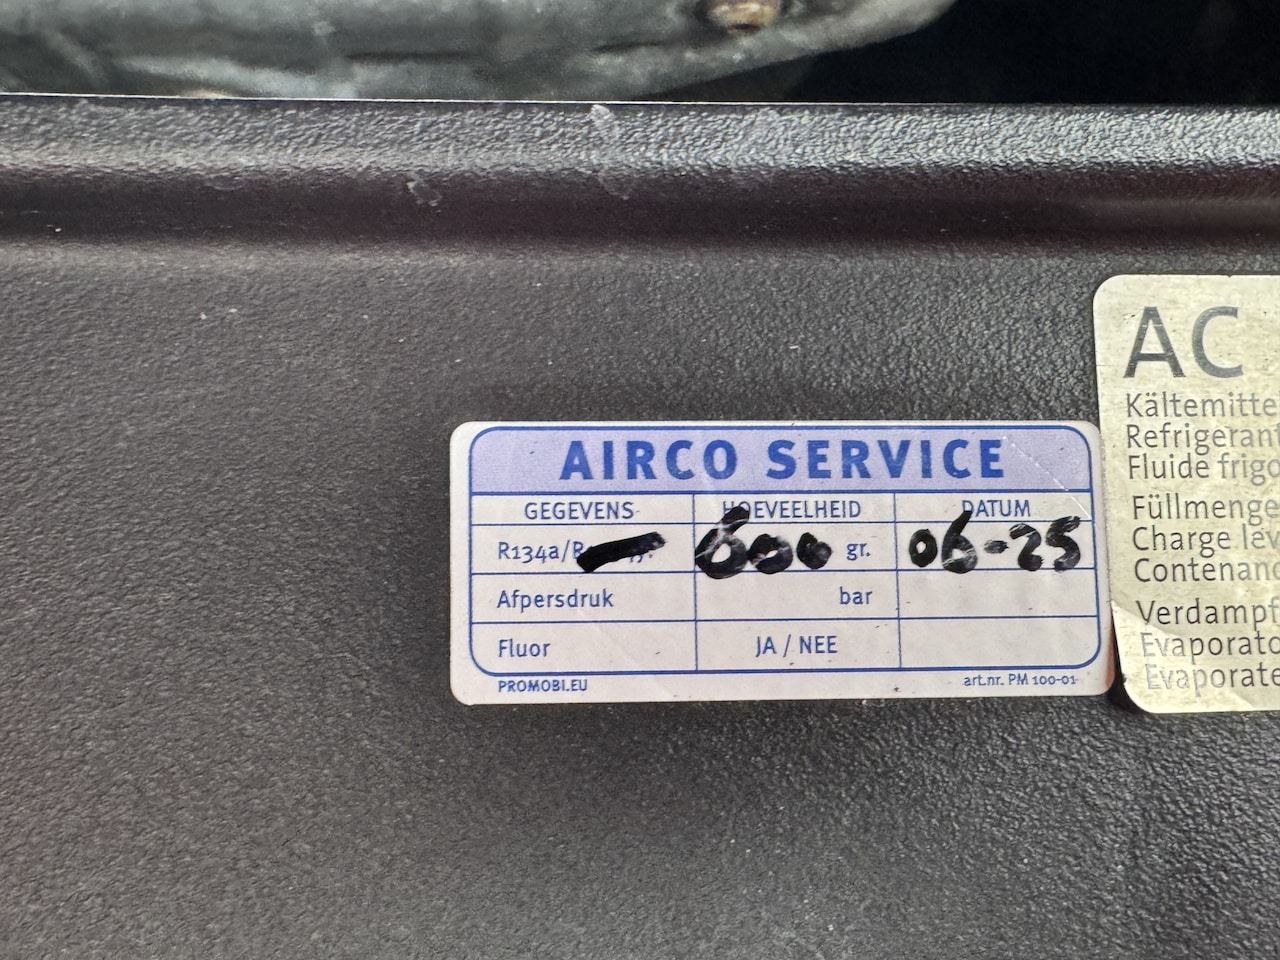 AIRCO SERVICE
GEGEVENS HOEVEELHEID DATUM
R134a/R 600 gr. 06-25
Afpersdruk bar
Fluor JA / NEE
PROMOBI.EU art.nr. PM 100-01
AC
Kältemitte
Refrigerant
Fluide frigo
Füllmenge
Charge lev
Contenanc
Verdampf
Evaporato
Evaporate